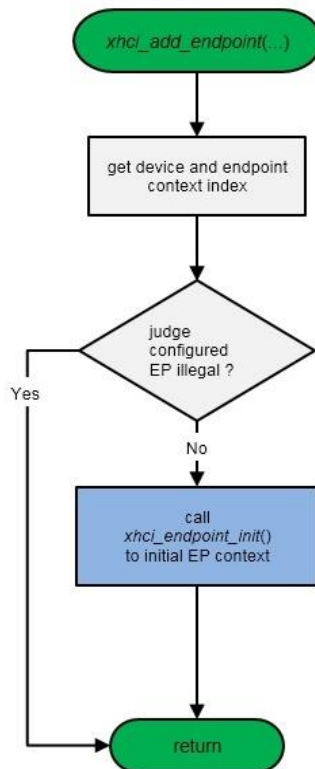 xhci_add_endpoint(...)
get device and endpoint
context index
judge
configured
EP illegal ?
Yes
No
call
xhci_endpoint_init()
to initial EP context
return